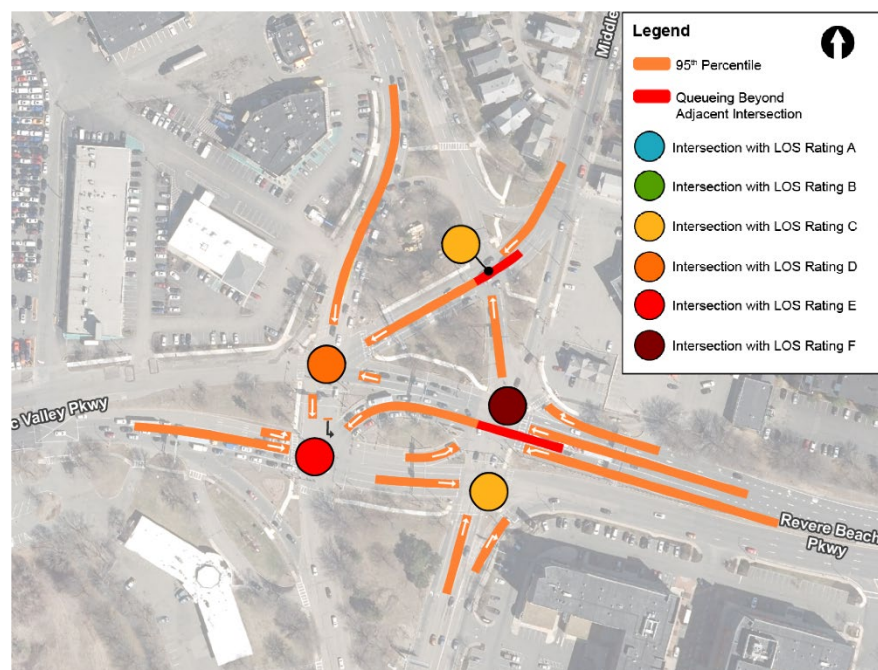 Middle
Legend
95th Percentile
Queueing Beyond
Adjacent Intersection
Intersection with LOS Rating A
Intersection with LOS Rating B
Intersection with LOS Rating C
Intersection with LOS Rating D
Intersection with LOS Rating E
Intersection with LOS Rating F
c Valley Pkwy
Revere Beach
Pkwy